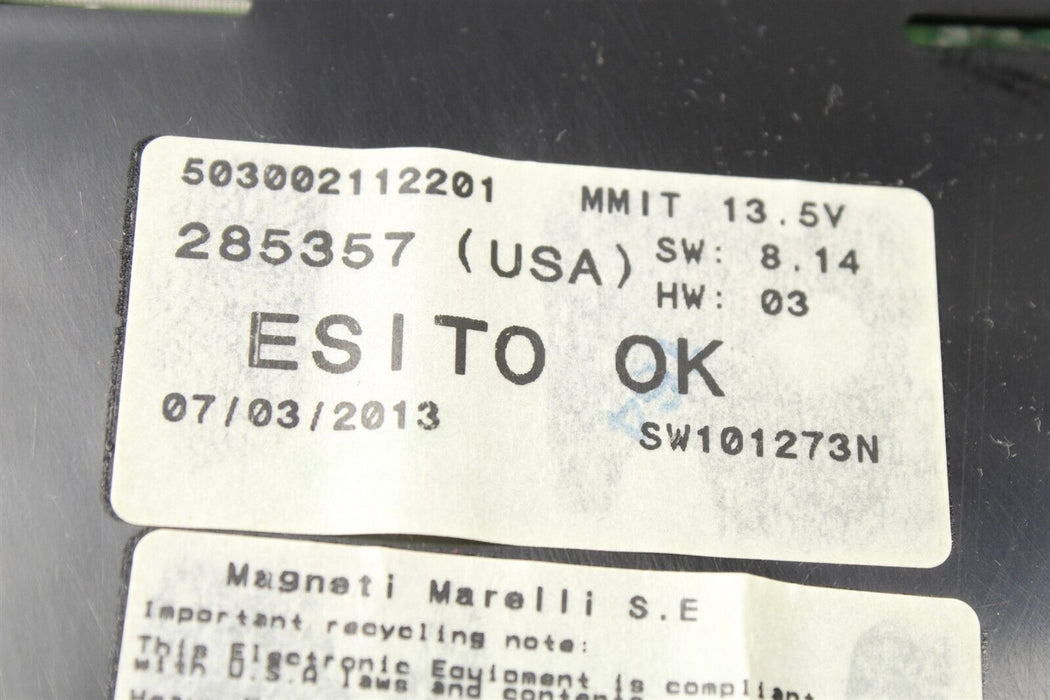 503002112201 MMIT 13.5V
285357 (USA) SW: 8.14
HW: 03
ESITO OK
07/03/2013 SW101273N
Magneti Marelli S.E
Important recycling note:
This Electronic Equipment is compliant
with U.S.A laws and